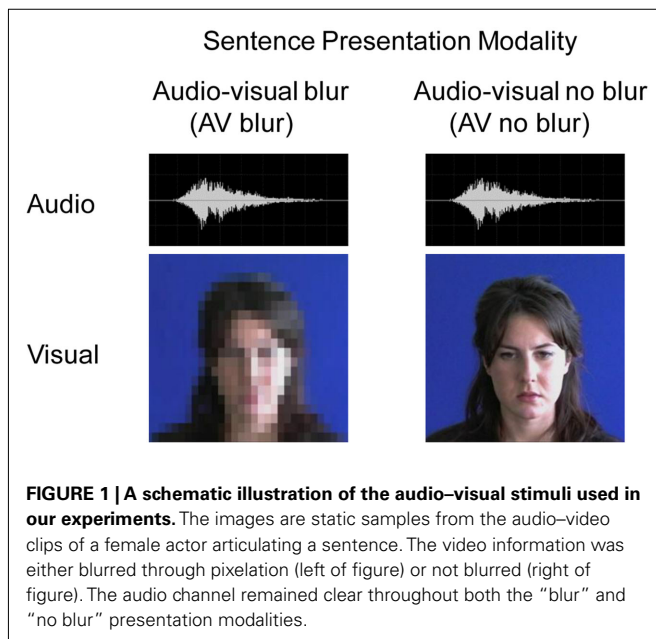 Sentence Presentation Modality
Audio-visual blur
(AV blur)
Audio-visual no blur
(AV no blur)
Audio
Visual
FIGURE 1 | A schematic illustration of the audio–visual stimuli used in
our experiments. The images are static samples from the audio–video
clips of a female actor articulating a sentence. The video information was
either blurred through pixelation (left of figure) or not blurred (right of
figure). The audio channel remained clear throughout both the “blur” and
“no blur” presentation modalities.